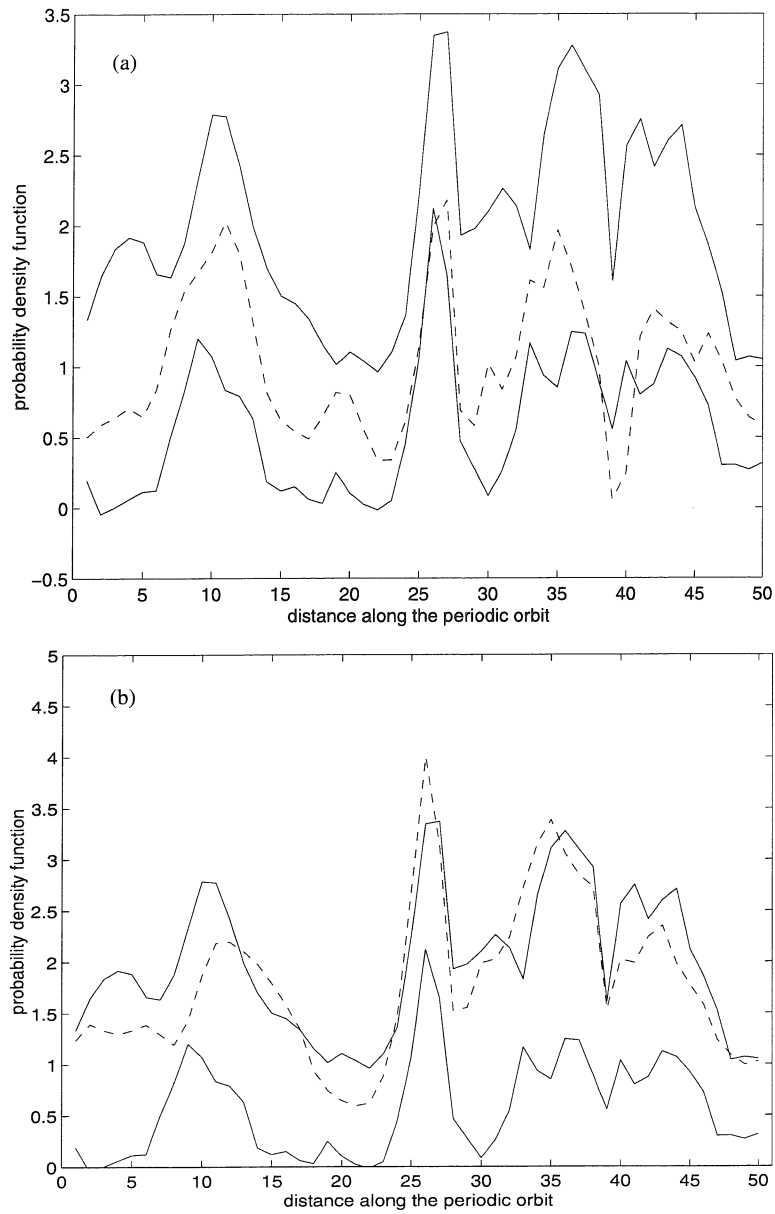 (a)
3.5
3
2.5
2
1.5
1
0.5
0
−0.5
probability density function
0 5 10 15 20 25 30 35 40 45 50
distance along the periodic orbit
(b)
5
4.5
4
3.5
3
2.5
2
1.5
1
0.5
0
probability density function
0 5 10 15 20 25 30 35 40 45 50
distance along the periodic orbit